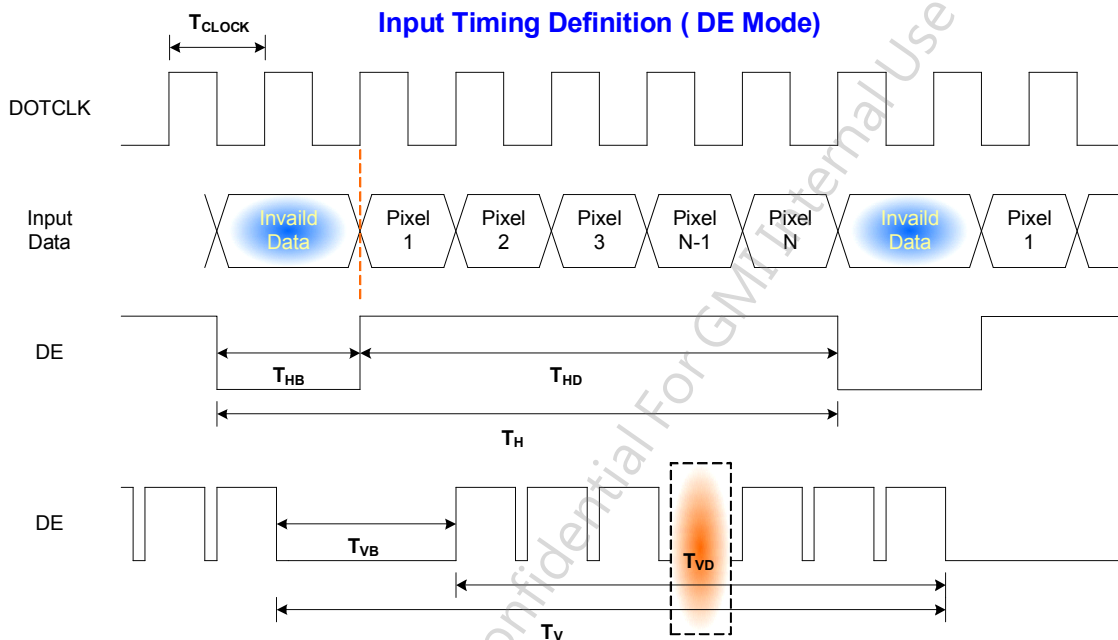 Input Timing Definition ( DE Mode)
TCLOCK
DOTCLK
Input
Data
Invaild
Data
Pixel
1
Pixel
2
Pixel
3
Pixel
N-1
Pixel
N
Invaild
Data
Pixel
1
DE
THB
THD
TH
DE
TVB
TVD
TV
onfidential For GMI Internal Use